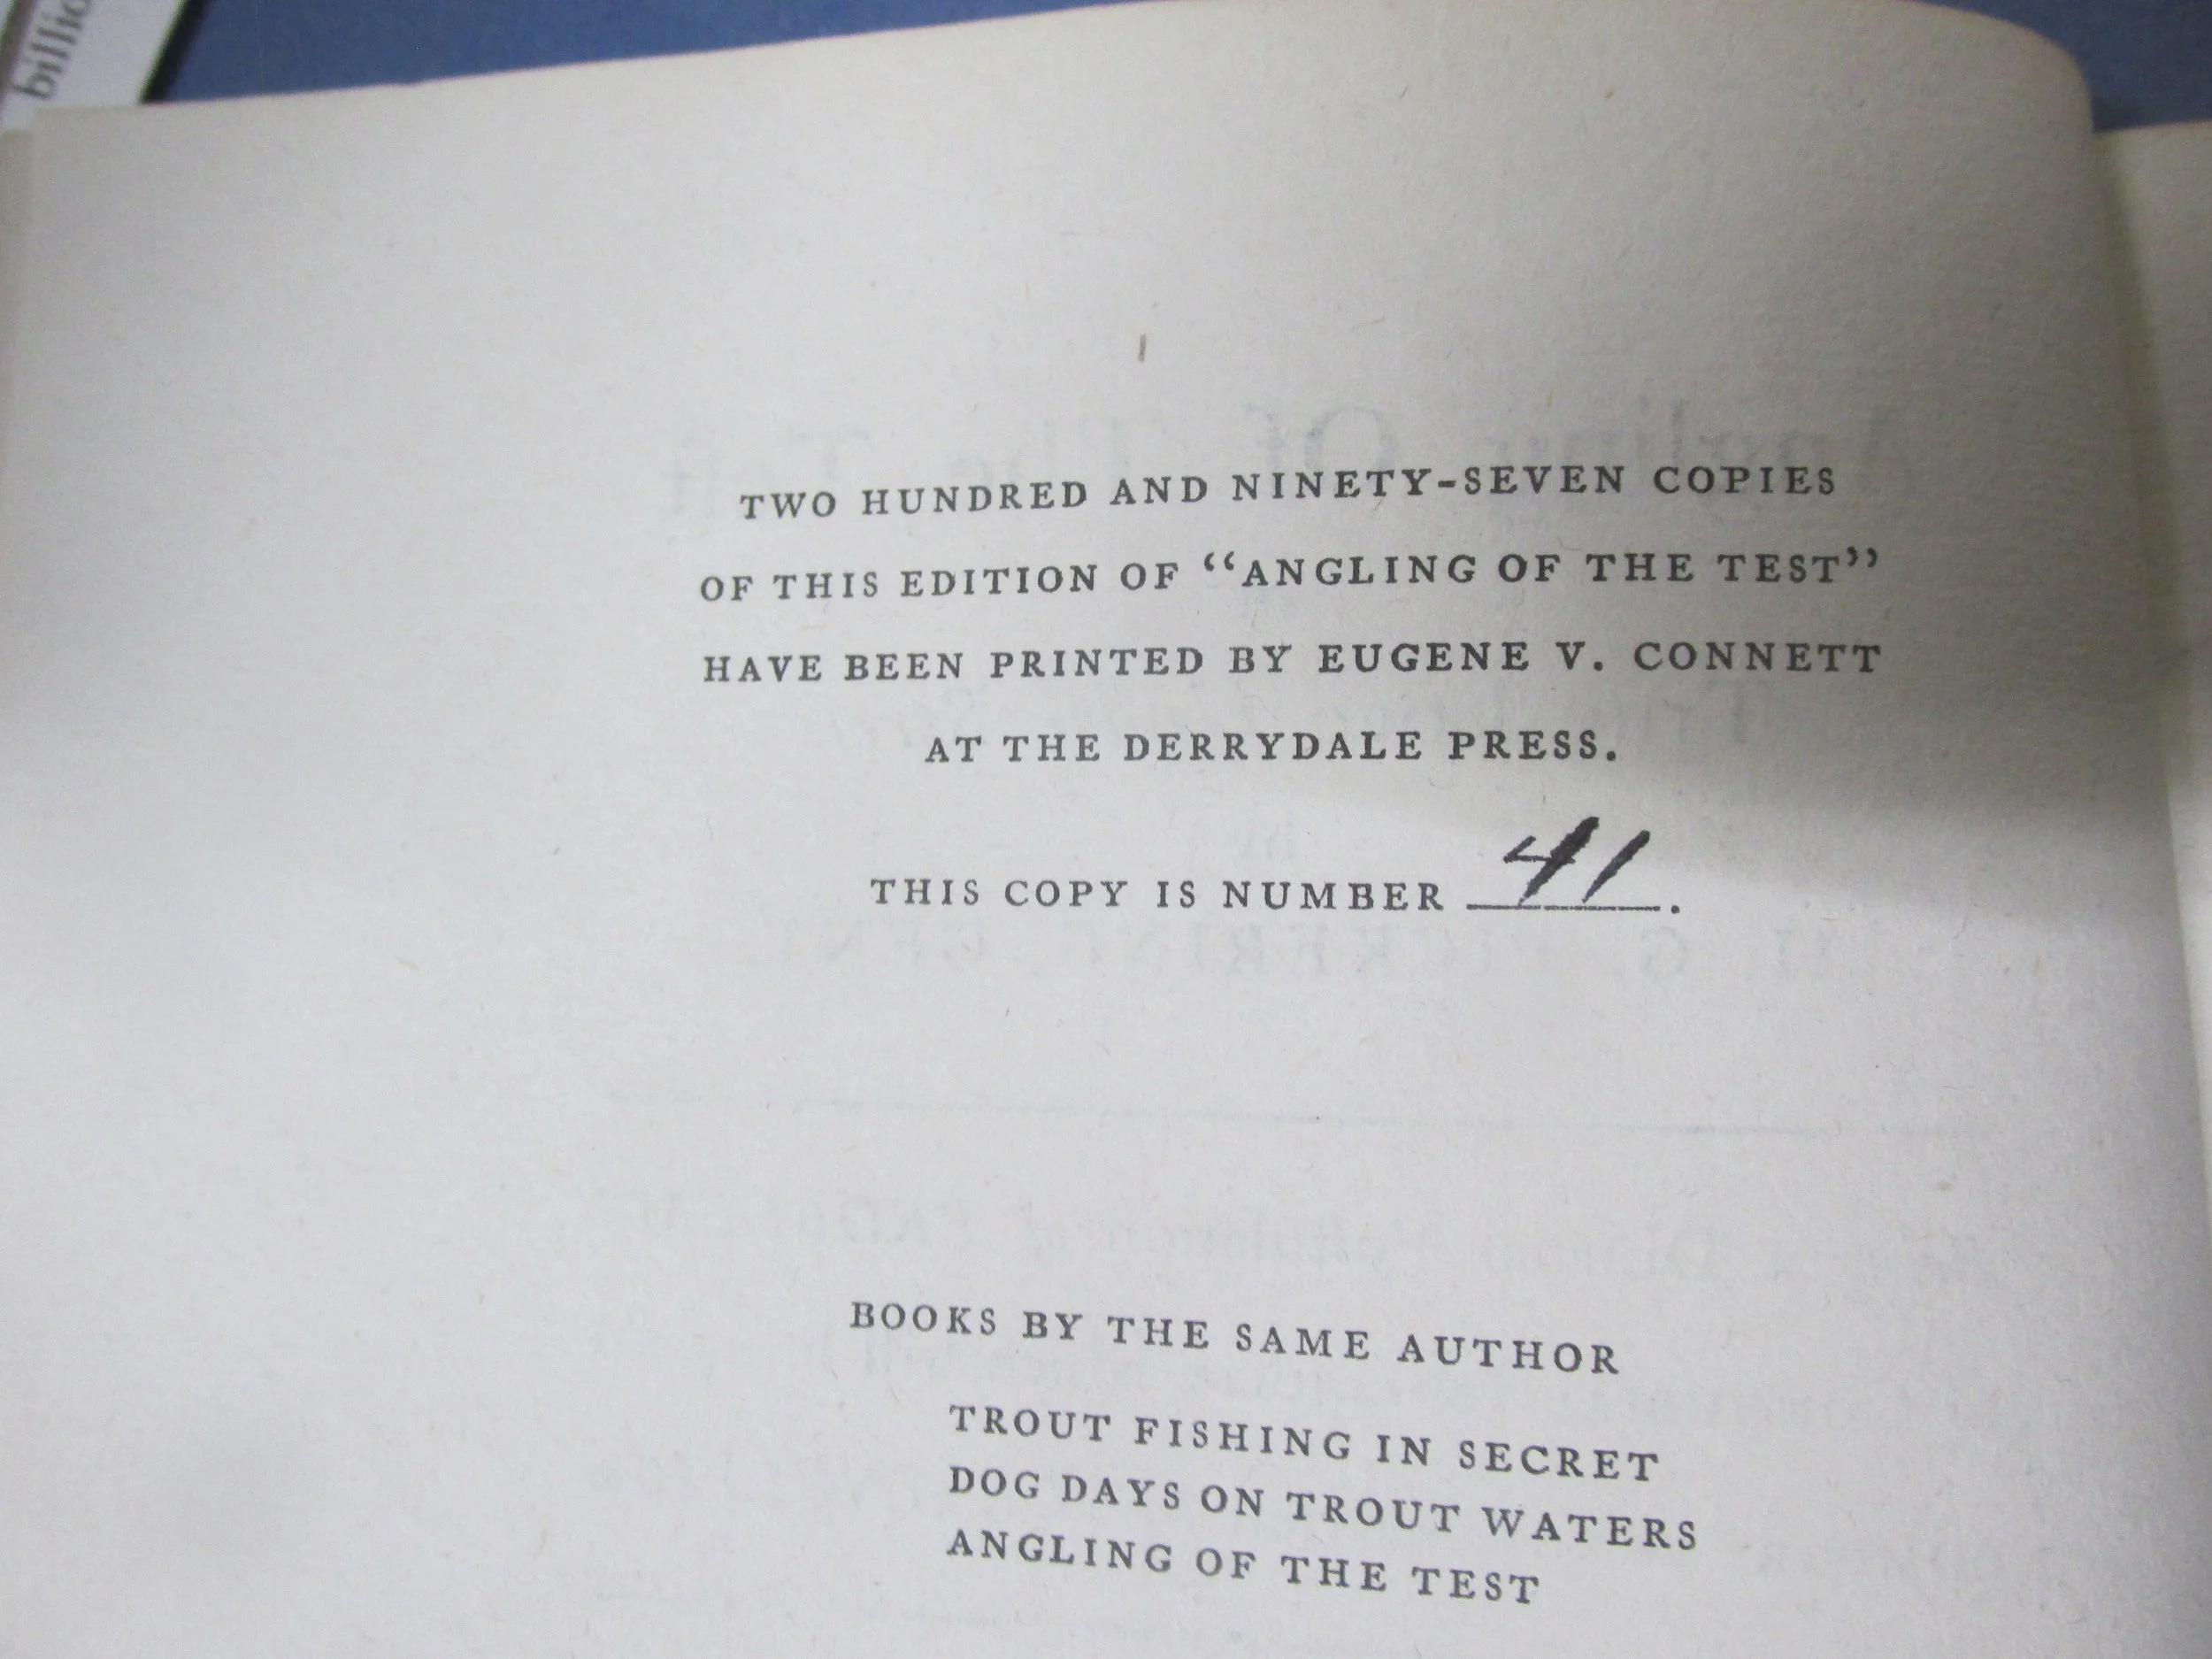 TWO HUNDRED AND NINETY-SEVEN COPIES
OF THIS EDITION OF “ANGLING OF THE TEST”
HAVE BEEN PRINTED BY EUGENE V. CONNETT
AT THE DERRYDALE PRESS.
THIS COPY IS NUMBER 41.
BOOKS BY THE SAME AUTHOR
TROUT FISHING IN SECRET
DOG DAYS ON TROUT WATERS
ANGLING OF THE TEST